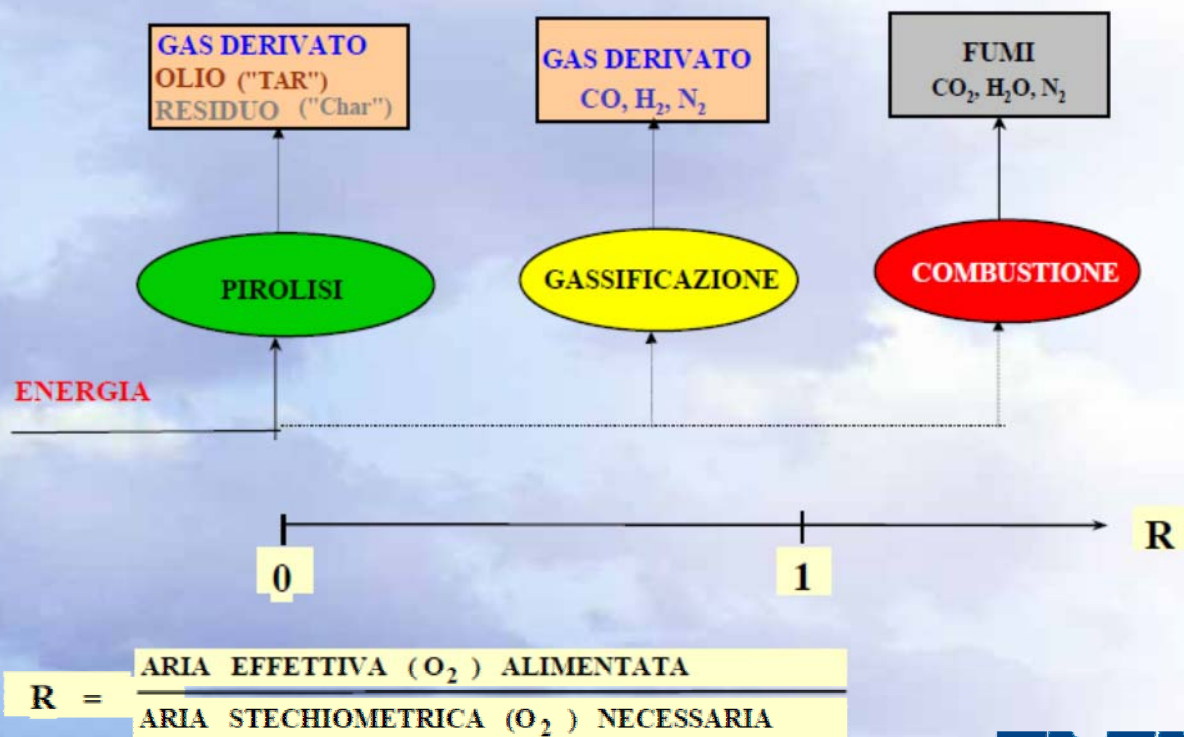 GAS DERIVATO
OLIO ("TAR")
RESIDUO ("Char")
GAS DERIVATO
CO, H₂, N₂
FUMI
CO₂, H₂O, N₂
PIROLISI
GASSIFICAZIONE
COMBUSTIONE
ENERGIA
R
0
1
R =
ARIA EFFETTIVA ( O₂ ) ALIMENTATA
ARIA STECHIOMETRICA (O₂ ) NECESSARIA